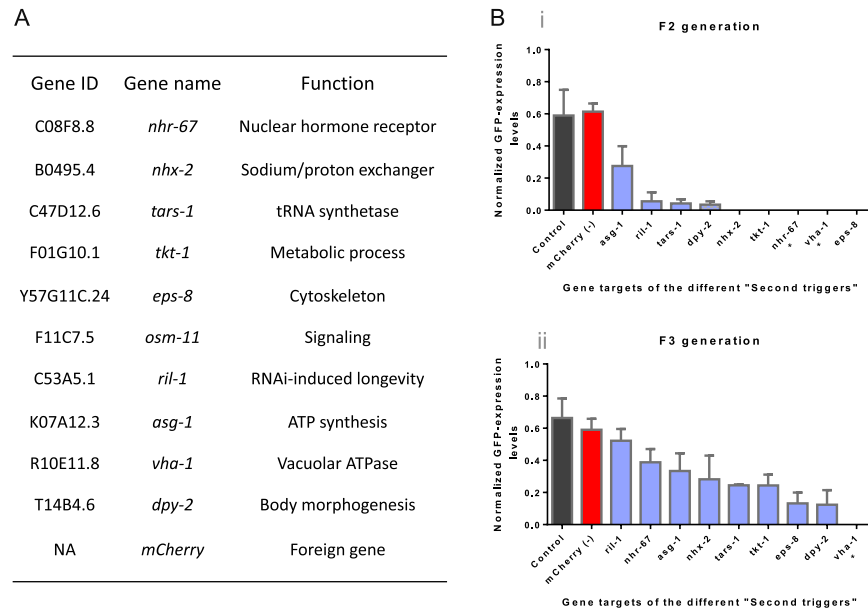 A
Gene ID Gene name Function
C08F8.8 nhr-67 Nuclear hormone receptor
B0495.4 nhx-2 Sodium/proton exchanger
C47D12.6 tars-1 tRNA synthetase
F01G10.1 tkt-1 Metabolic process
Y57G11C.24 eps-8 Cytoskeleton
F11C7.5 osm-11 Signaling
C53A5.1 ril-1 RNAi-induced longevity
K07A12.3 asg-1 ATP synthesis
R10E11.8 vha-1 Vacuolar ATPase
T14B4.6 dpy-2 Body morphogenesis
NA mCherry Foreign gene
B
i
F2 generation
Normalized GFP-expression
levels
1.0
0.8
0.6
0.4
0.2
0.0
Control
mCherry (-)
asg-1
ril-1
tars-1
dpy-2
nhx-2
tkt-1
nhr-67
*
vha-1
*
eps-8
Gene targets of the different "Second triggers"
ii
F3 generation
Normalized GFP-expression
levels
1.0
0.8
0.6
0.4
0.2
0.0
Control
mCherry (-)
ril-1
nhr-67
asg-1
nhx-2
tars-1
tkt-1
eps-8
dpy-2
vha-1
*
Gene targets of the different "Second triggers"